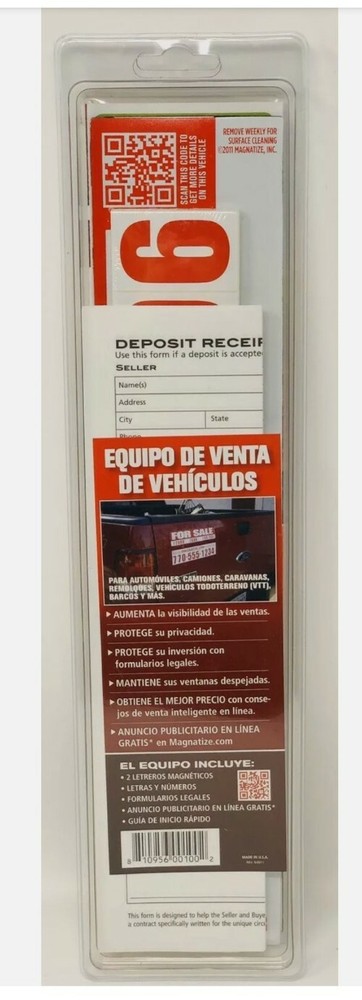 SCAN THIS CODE TO
GET MORE DETAILS
ON THIS VEHICLE
REMOVE WEEKLY FOR
SURFACE CLEANING
©2011 MAGNATIZE, INC.
6
DEPOSIT RECEIP
Use this form if a deposit is accepte
SELLER
Name(s)
Address
City State
Phone
EQUIPO DE VENTA
DE VEHÍCULOS
FOR SALE
770-555-1234
PARA AUTOMÓVILES, CAMIONES, CARAVANAS,
REMOLQUES, VEHÍCULOS TODOTERRENO (VTT),
BARCOS Y MÁS.
▸ AUMENTA la visibilidad de las ventas.
▸ PROTEGE su privacidad.
▸ PROTEGE su inversión con
formularios legales.
▸ MANTIENE sus ventanas despejadas.
▸ OBTIENE EL MEJOR PRECIO con conse-
jos de venta inteligente en línea.
▸ ANUNCIO PUBLICITARIO EN LÍNEA
GRATIS* en Magnatize.com
EL EQUIPO INCLUYE:
• 2 LETREROS MAGNÉTICOS
• LETRAS Y NÚMEROS
• FORMULARIOS LEGALES
• ANUNCIO PUBLICITARIO EN LÍNEA GRATIS*
• GUÍA DE INICIO RÁPIDO
8 10956 00100 2
MADE IN U.S.A.
This form is designed to help the Seller and Buye
a contract specifically written for the unique circu